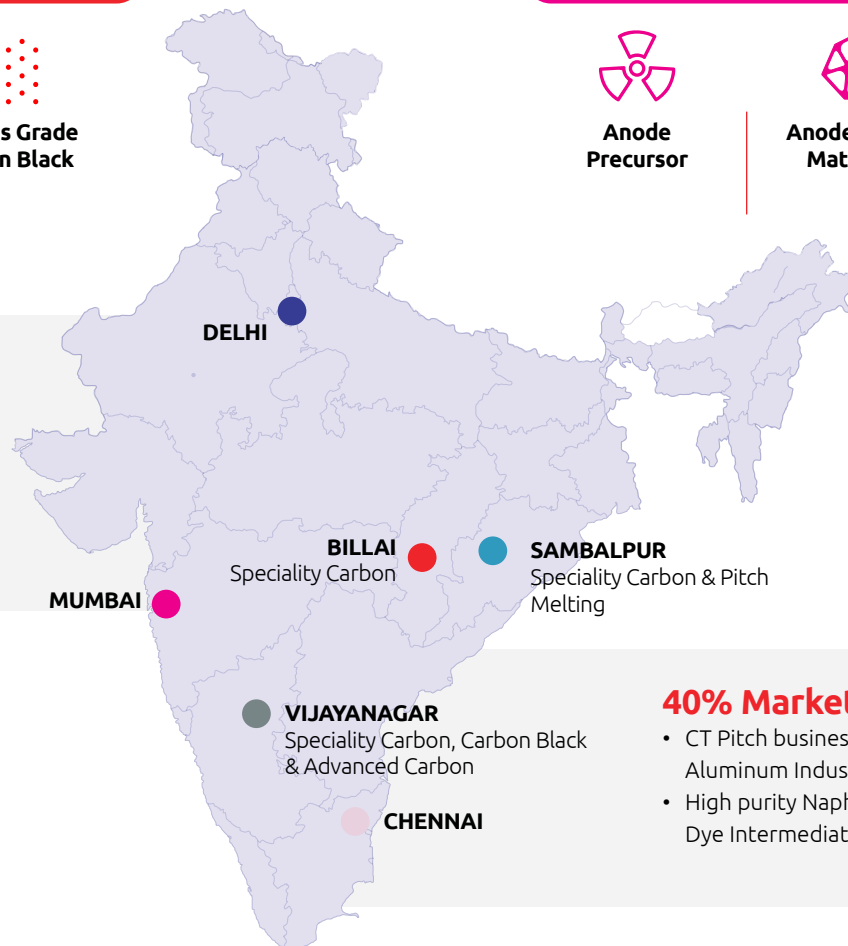 s Grade
n Black
Anode
Precursor
Anode
Mat
DELHI
BILLAI
Speciality Carbon
SAMBALPUR
Speciality Carbon & Pitch
Melting
MUMBAI
VIJAYANAGAR
Speciality Carbon, Carbon Black
& Advanced Carbon
CHENNAI
40% Market
• CT Pitch busines
Aluminum Indus
• High purity Naph
Dye Intermediat